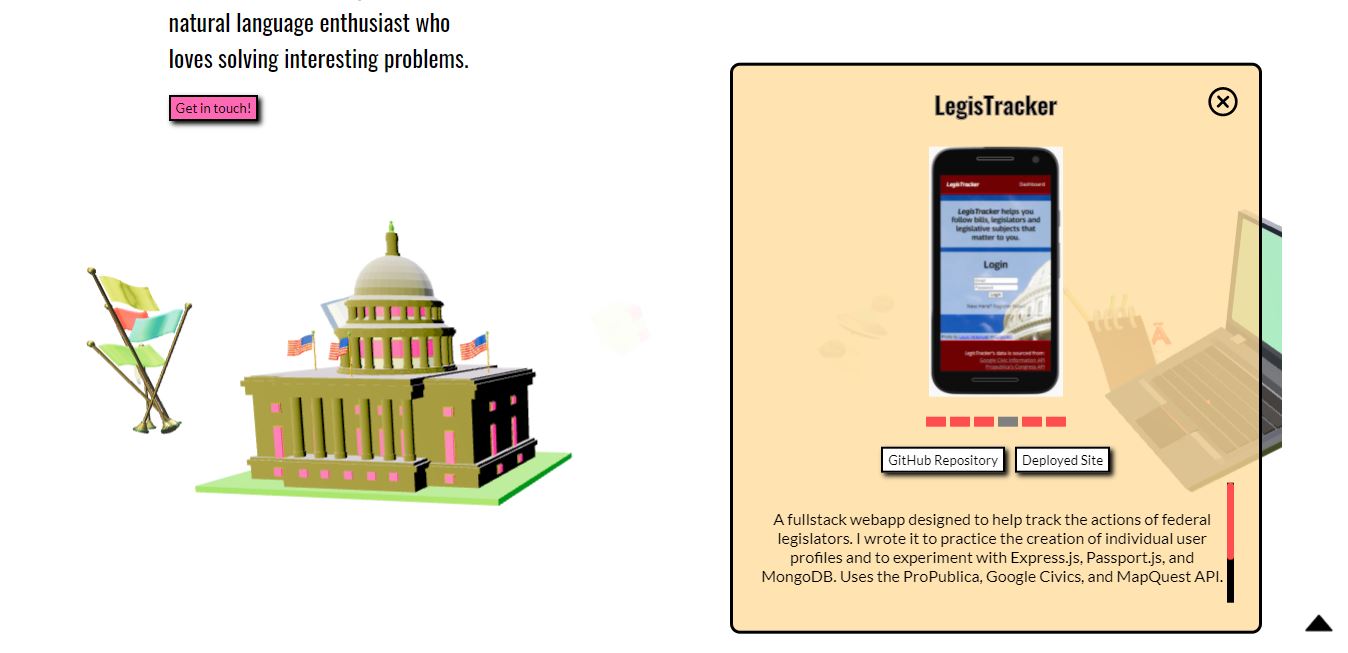 natural language enthusiast who
loves solving interesting problems.
Get in touch!
LegisTracker
LegisTracker
Dashboard
LegisTracker helps you
follow bills, legislators and
legislative subjects that
matter to you.
Login
Email
Password
Login
New Here? Register
LegisTracker's data is sourced from:
Google Civic Information API
Propublica's Congress API
GitHub Repository
Deployed Site
A fullstack webapp designed to help track the actions of federal
legislators. I wrote it to practice the creation of individual user
profiles and to experiment with Express.js, Passport.js, and
MongoDB. Uses the ProPublica, Google Civics, and MapQuest API.